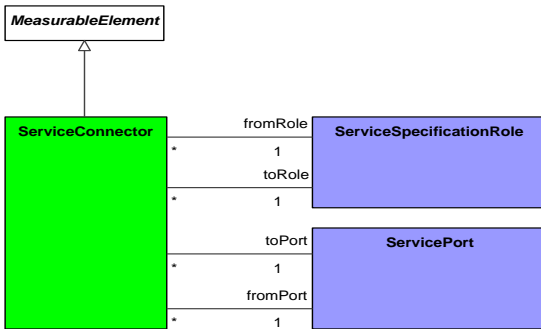 MeasurableElement
ServiceConnector
fromRole
ServiceSpecificationRole
* 1
toRole
* 1
toPort
ServicePort
* 1
fromPort
* 1